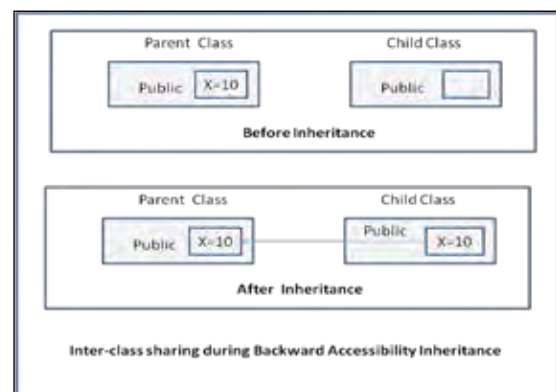 Parent Class Child Class
Public X=10 Public
Before Inheritance
Parent Class Child Class
Public X=10 Public X=10
After Inheritance
Inter-class sharing during Backward Accessibility Inheritance